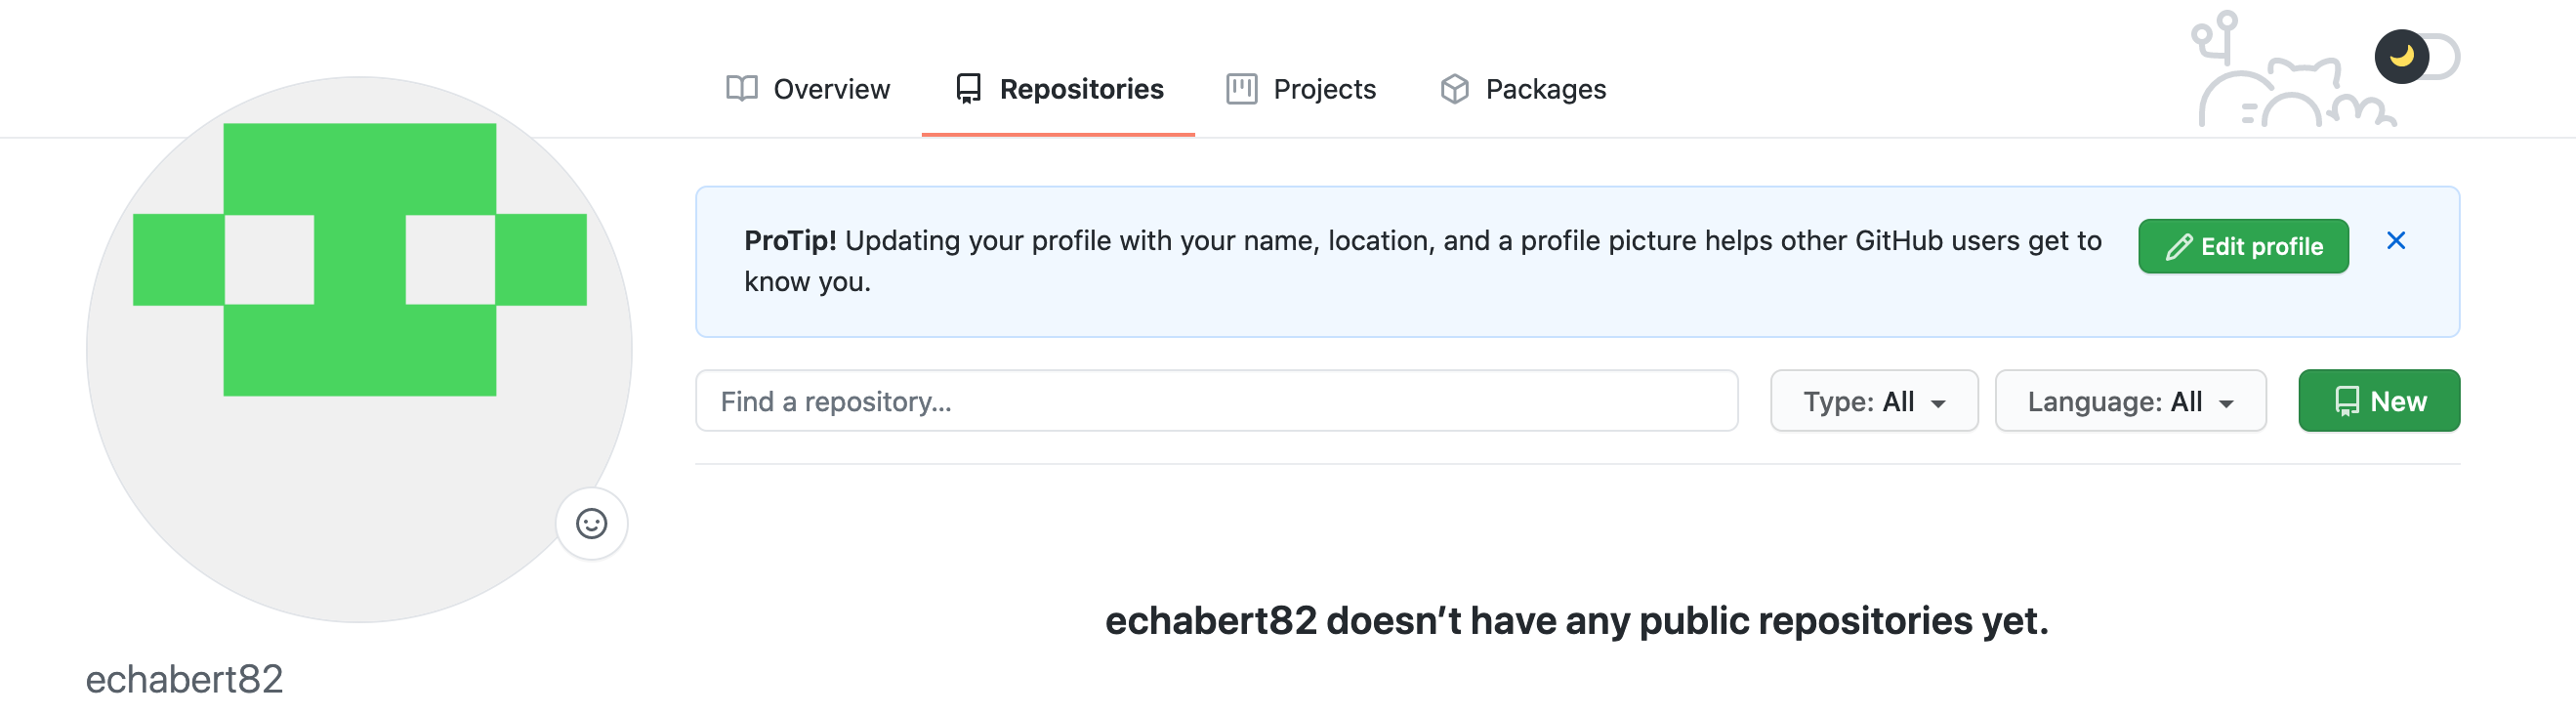 Overview Repositories Projects Packages
ProTip! Updating your profile with your name, location, and a profile picture helps other GitHub users get to
know you.
Edit profile
Find a repository...
Type: All
Language: All
New
echabert82 doesn’t have any public repositories yet.
echabert82